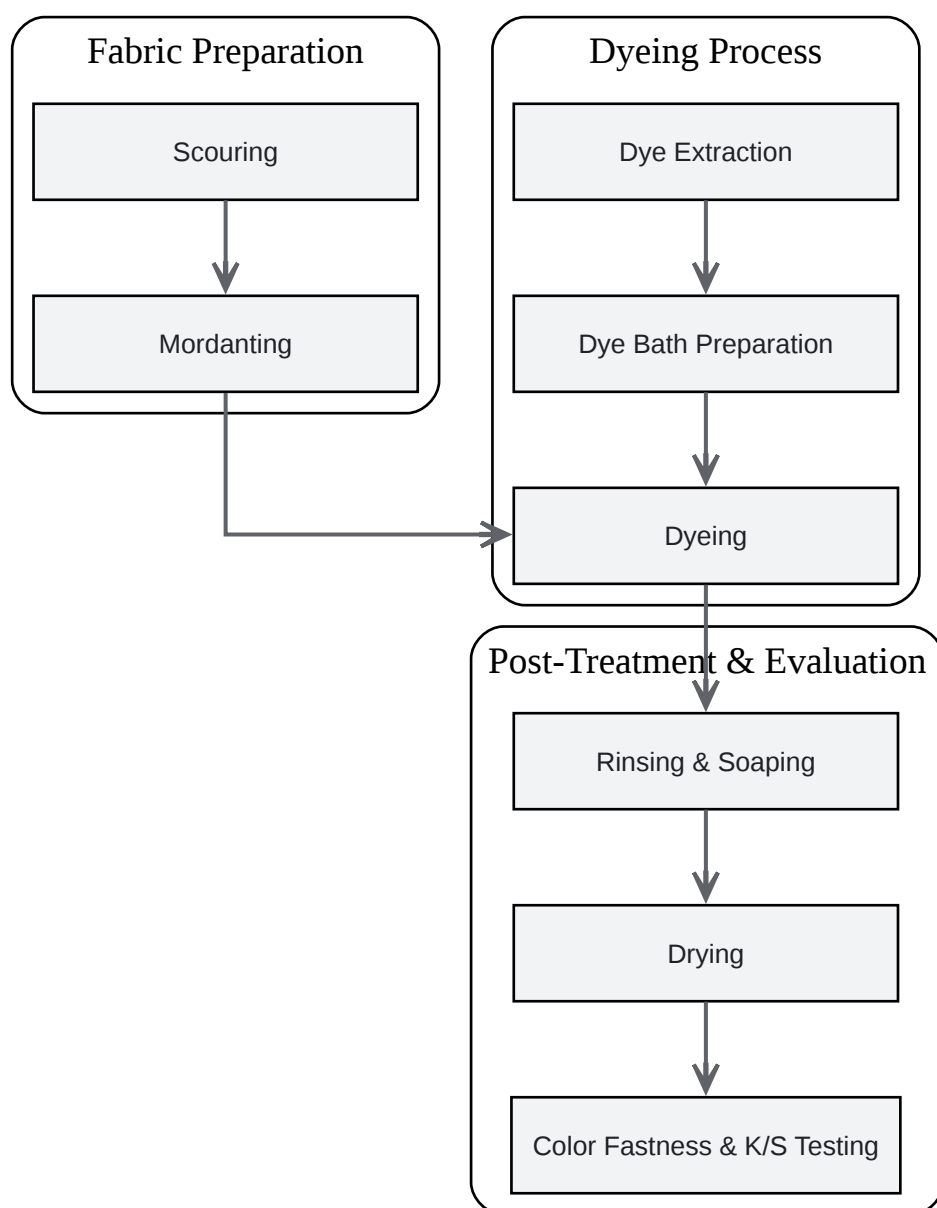 Fabric Preparation
Scouring
Mordanting
Dyeing Process
Dye Extraction
Dye Bath Preparation
Dyeing
Post-Treatment & Evaluation
Rinsing & Soaping
Drying
Color Fastness & K/S Testing